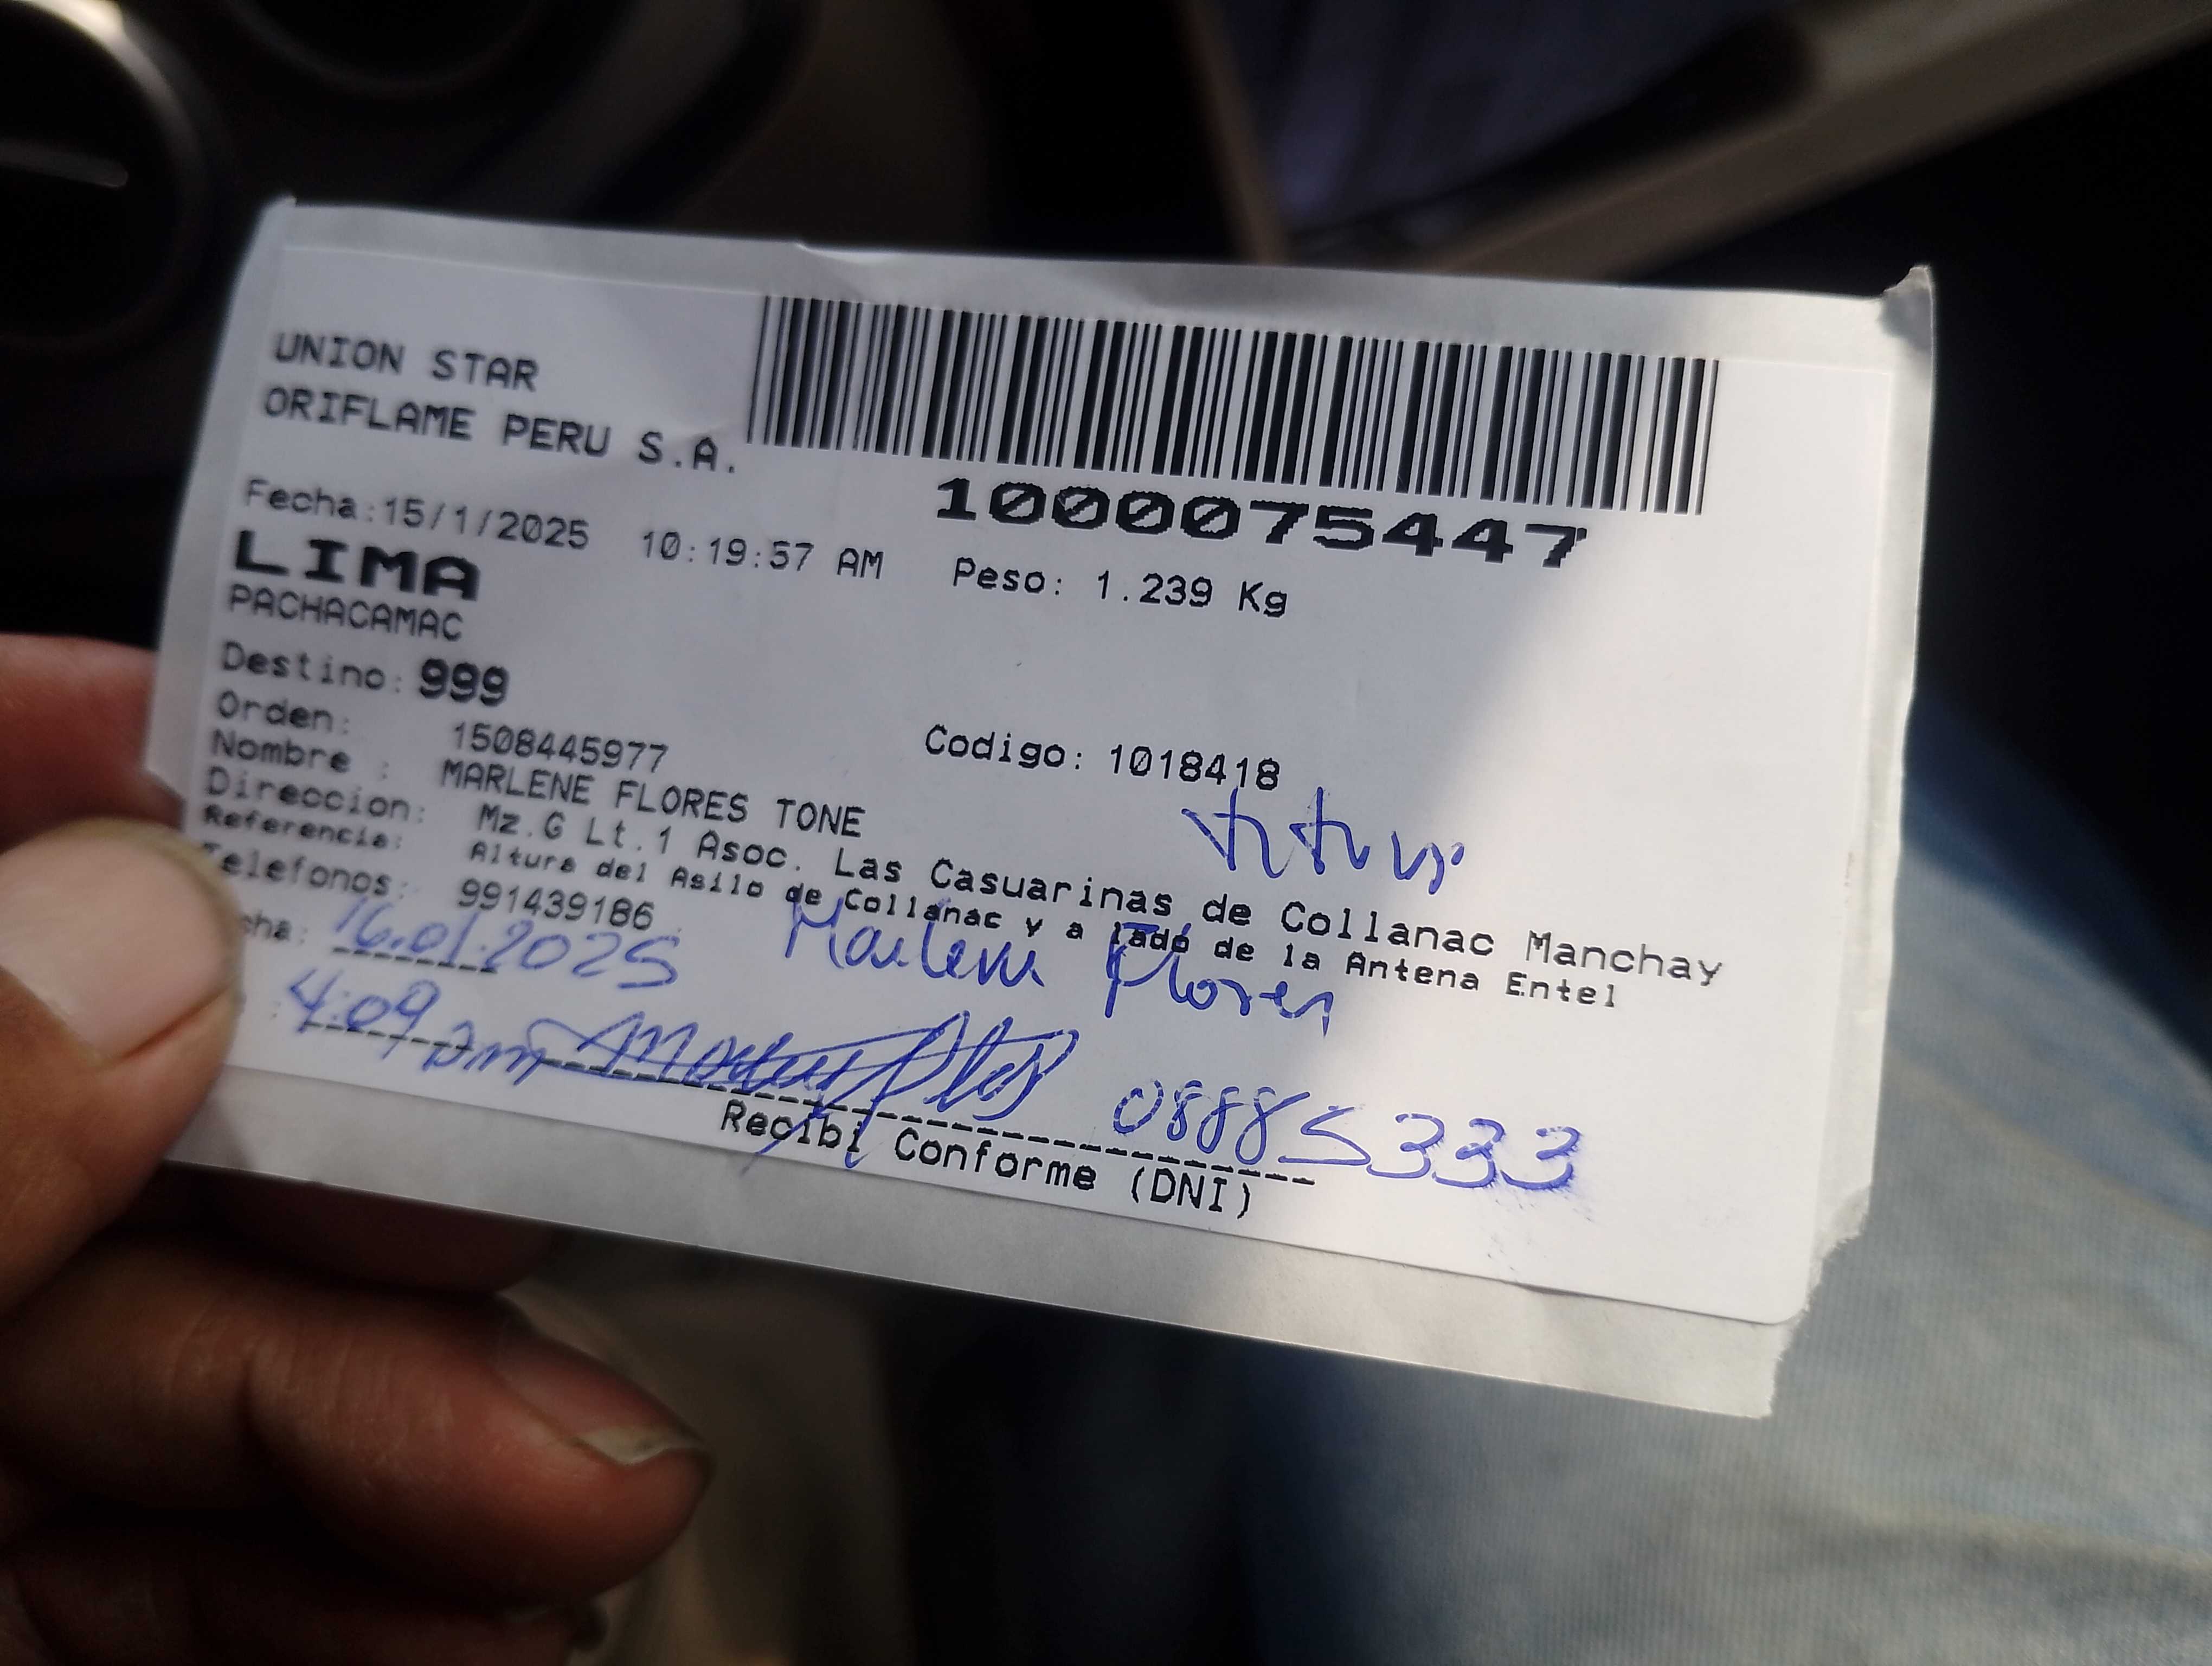 UNION STAR
ORIFLAME PERU S.A.
1000075447
Fecha:15/1/2025 10:19:57 AM Peso: 1.239 Kg
LIMA
PACHACAMAC
Destino: 999
Orden: 1508445977 Codigo: 1018418
Nombre : MARLENE FLORES TONE
Titular
Direccion: Mz.G Lt.1 Asoc. Las Casuarinas de Collanac Manchay
Referencia: Altura del Asilo de Collanac y a lado de la Antena Entel
Telefonos: 991439186
cha: 16.01.2025 Marlene Flores
: 4:09 pm
08885333
Recibi Conforme (DNI)